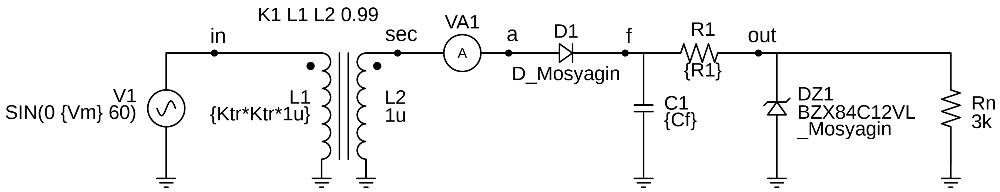 K1 L1 L2 0.99
in
sec
VA1
A
a
D1
D_Mosyagin
f
R1
{R1}
out
V1
SIN(0 {Vm} 60)
L1
{Ktr*Ktr*1u}
L2
1u
C1
{Cf}
DZ1
BZX84C12VL
_Mosyagin
Rn
3k